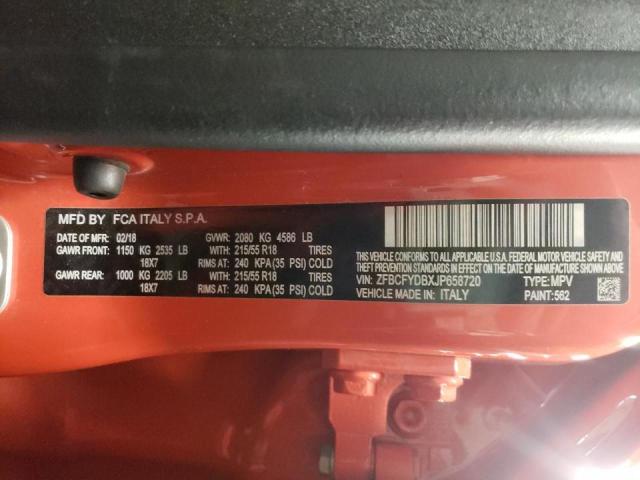 MFD BY FCA ITALY S.P.A.
DATE OF MFR: 02/18 GVWR: 2080 KG 4586 LB
GAWR FRONT: 1150 KG 2535 LB WITH: 215/55 R18 TIRES
18X7 RIMS AT: 240 KPA(35 PSI) COLD
GAWR REAR: 1000 KG 2205 LB WITH: 215/55 R18 TIRES
18X7 RIMS AT: 240 KPA(35 PSI) COLD
THIS VEHICLE CONFORMS TO ALL APPLICABLE U.S.A. FEDERAL MOTOR VEHICLE SAFETY
AND THEFT PREVENTION STANDARDS IN EFFECT ON THE DATE OF MANUFACTURE SHOWN ABOVE.
VIN: ZFBCFYDBXJP658720 TYPE: MPV
VEHICLE MADE IN: ITALY PAINT: 562